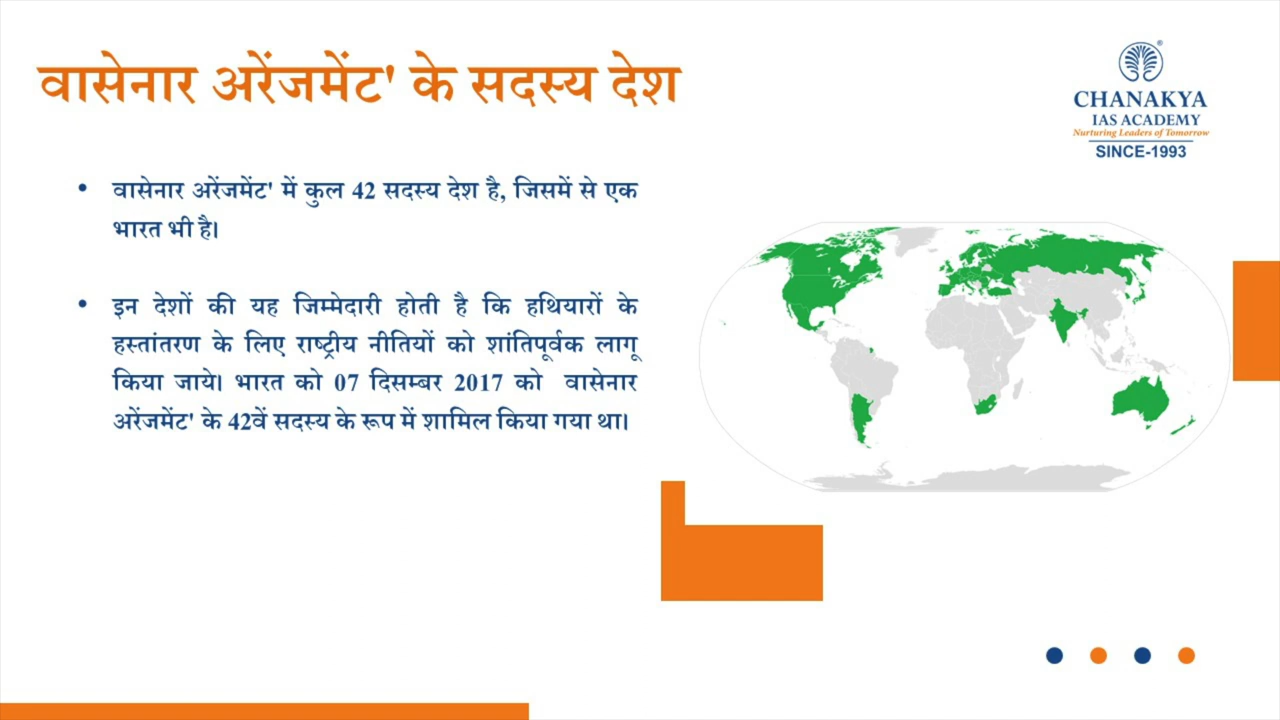 वासेनार अरेंजमेंट' के सदस्य देश
CHANAKYA
IAS ACADEMY
Nurturing Leaders of Tomorrow
SINCE-1993
• वासेनार अरेंजमेंट' में कुल 42 सदस्य देश है, जिसमें से एक
भारत भी है।
• इन देशों की यह जिम्मेदारी होती है कि हथियारों के
हस्तांतरण के लिए राष्ट्रीय नीतियों को शांतिपूर्वक लागू
किया जाये। भारत को 07 दिसम्बर 2017 को वासेनार
अरेंजमेंट' के 42वें सदस्य के रूप में शामिल किया गया था।